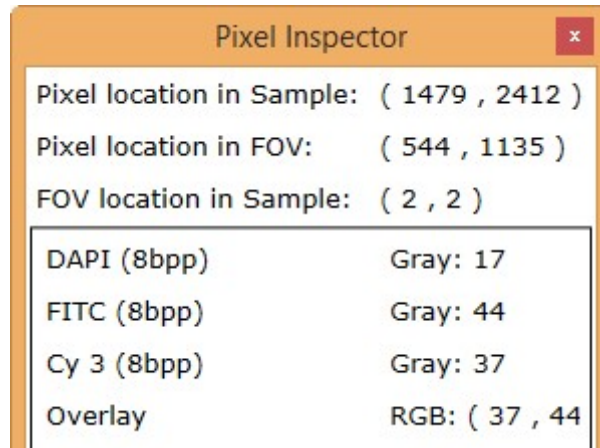 Pixel Inspector
x
Pixel location in Sample: ( 1479 , 2412 )
Pixel location in FOV: ( 544 , 1135 )
FOV location in Sample: ( 2 , 2 )
DAPI (8bpp) Gray: 17
FITC (8bpp) Gray: 44
Cy 3 (8bpp) Gray: 37
Overlay RGB: ( 37 , 44